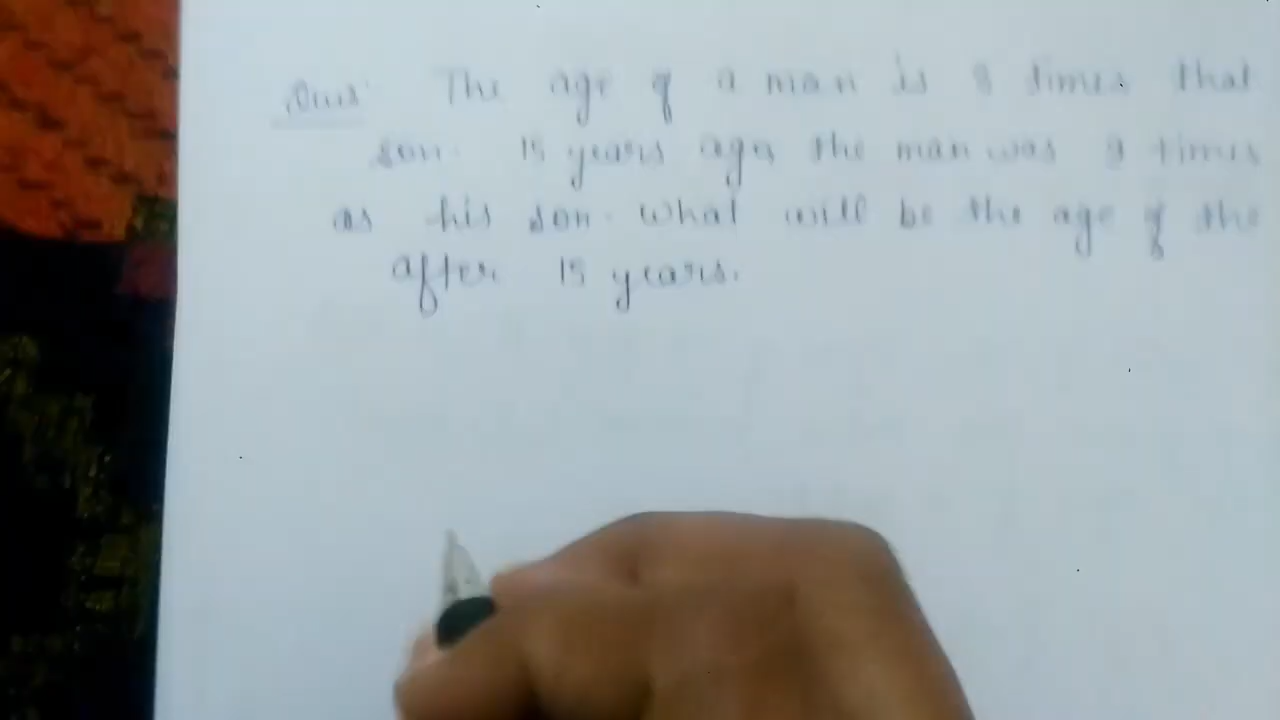 Ques The age of a man is 3 times that
son. 15 years ago, the man was 9 times
as his son. What will be the age of the
after 15 years.